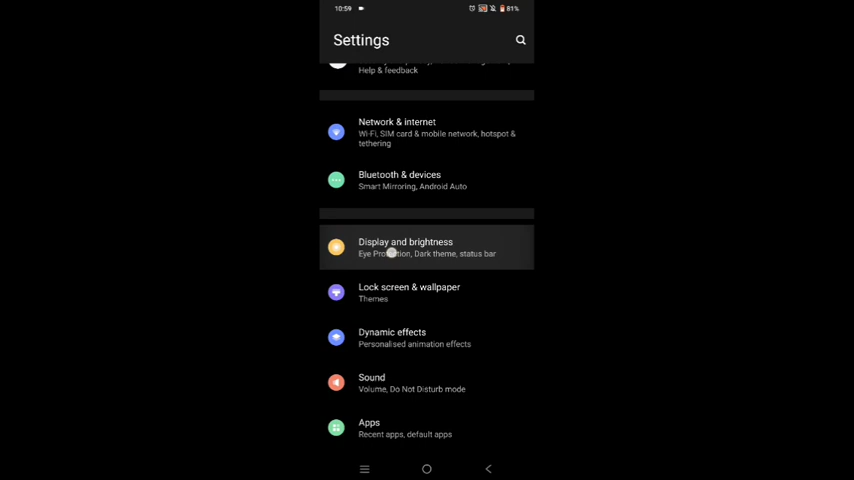 10:59
81%
Settings
Help & feedback
Network & internet
Wi-Fi, SIM card & mobile network, hotspot &
tethering
Bluetooth & devices
Smart Mirroring, Android Auto
Display and brightness
Eye Protection, Dark theme, status bar
Lock screen & wallpaper
Themes
Dynamic effects
Personalised animation effects
Sound
Volume, Do Not Disturb mode
Apps
Recent apps, default apps